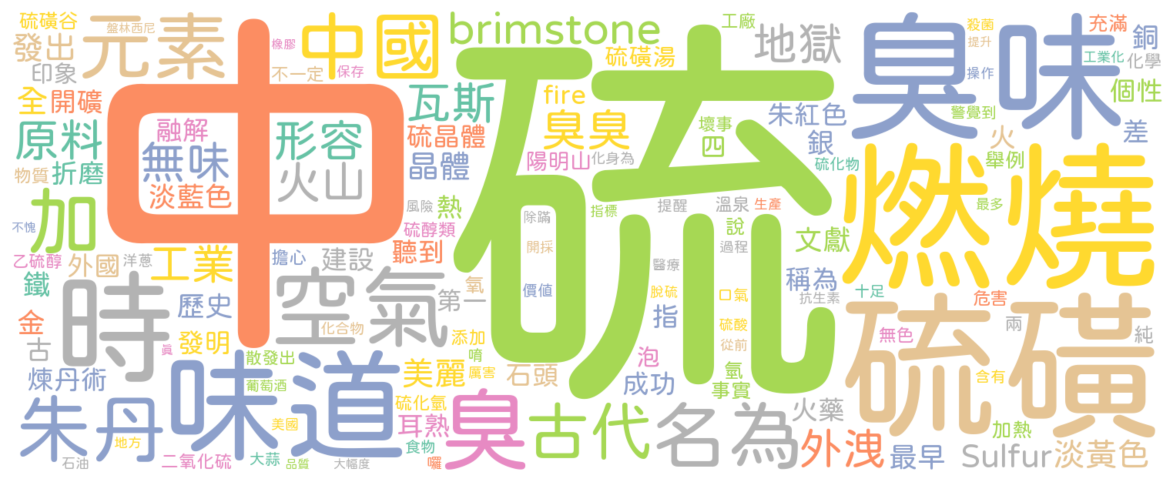 硫磺谷
盤林西尼
元素
發出
印象
橡膠
中國
不一定
保存
brimstone
硫磺湯
工廠
地獄
臭味
殺菌
提升
充滿
銅
工業化
化學
操作
個性
全
開礦
中
硫
瓦斯
fire
臭臭
朱紅色
銀
警覺到
火
差
原料
融解
無味
形容
火山
硫晶體
晶體
陽明山
化身為
壞事
四
硫化物
舉例
物質
折磨
淡藍色
燃燒
最多
加
風險
熱
硫醇類
指標
除蹣
提醒
溫泉
生產
說
過程
文獻
不愧
乙硫醇
洋蔥
外國
工業
擔心
建設
聽到
開採
醫療
鐵
時
歷史
空氣
第一
氧
價值
脫硫
口氣
稱為
抗生素
十足
危害
指
金
古
發明
化合物
添加
硫酸
從前
無色
兩
純
硫磺
眞
散發出
噴
泡
氫
煉丹術
味道
葡萄酒
美麗
厲害
石頭
成功
事實
含有
朱丹
美國
硫化氫
臭
古代
名為
火藥
加熱
地方
耳熟
食物
外洩
最早
Sulfur
淡黃色
石油
二氧化硫
大蒜
品質
大幅度
囉